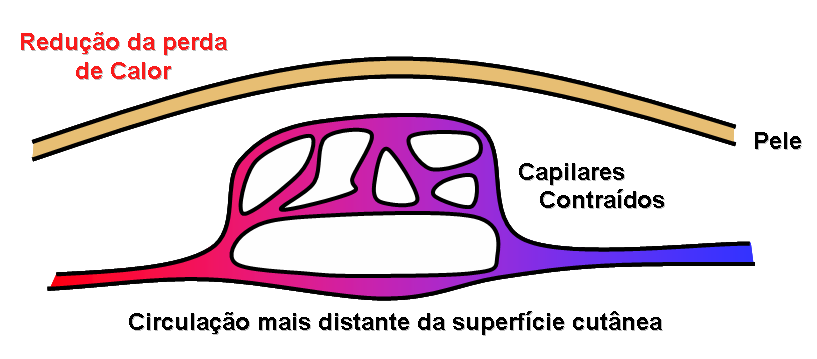 Redução da perda
de Calor
Pele
Capilares
Contraídos
Circulação mais distante da superfície cutânea